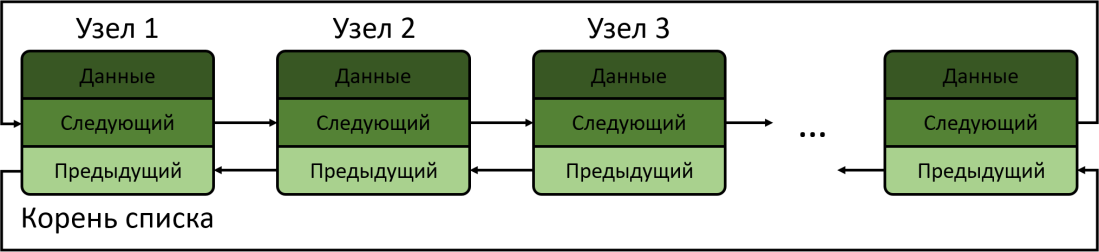 Узел 1 Узел 2 Узел 3
Данные Данные Данные Данные
Следующий Следующий Следующий ... Следующий
Предыдущий Предыдущий Предыдущий Предыдущий
Корень списка